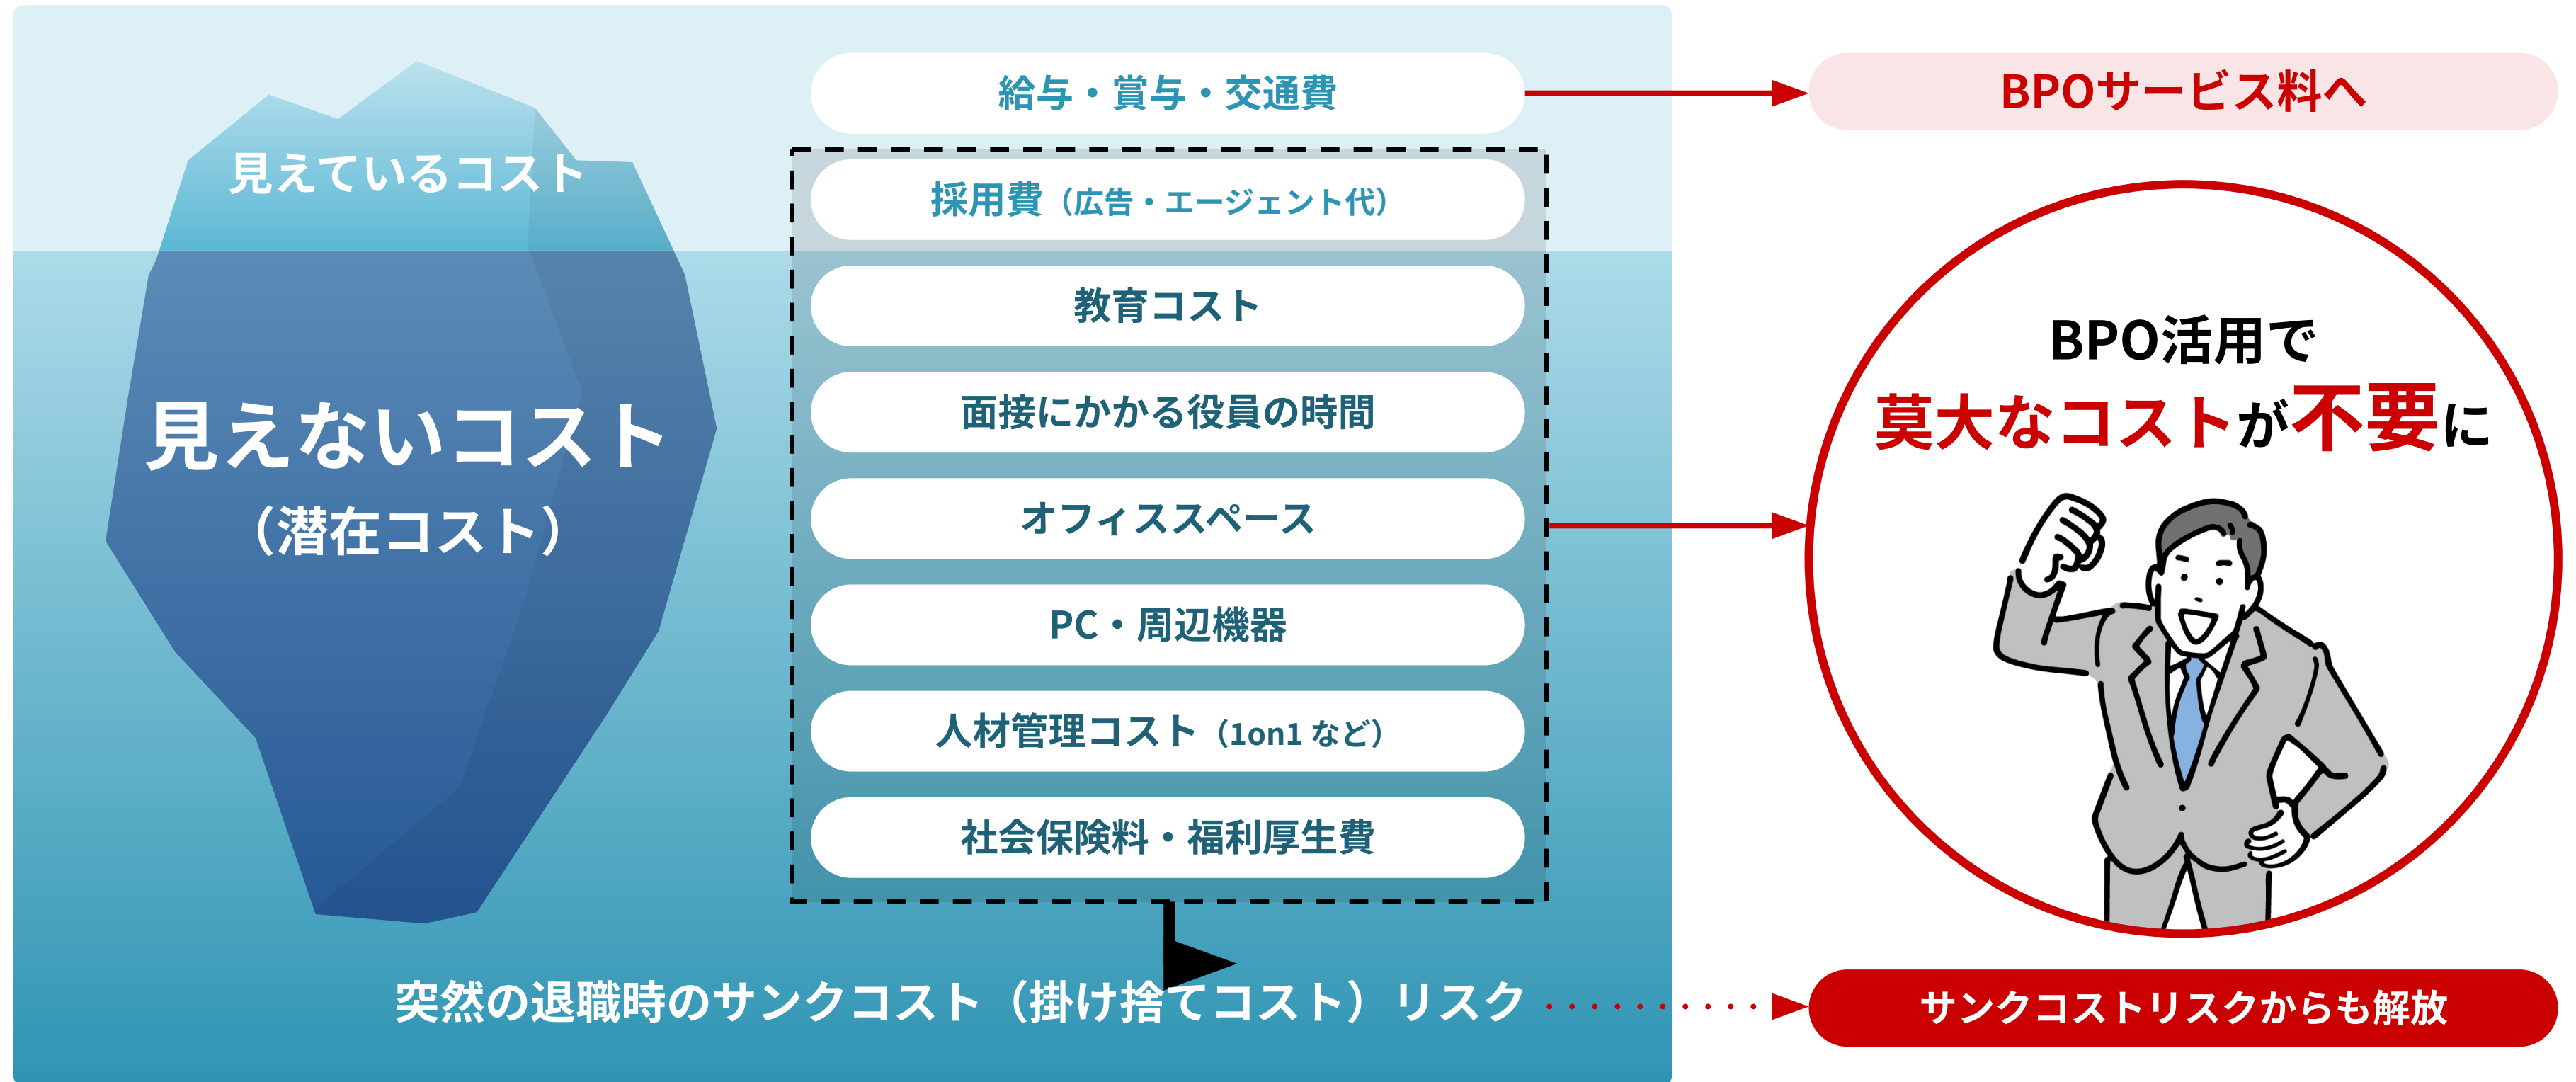 見えているコスト
見えないコスト
（潜在コスト）
給与・賞与・交通費
採用費（広告・エージェント代）
教育コスト
面接にかかる役員の時間
オフィススペース
PC・周辺機器
人材管理コスト（1on1 など）
社会保険料・福利厚生費
突然の退職時のサンクコスト（掛け捨てコスト）リスク
BPOサービス料へ
BPO活用で
莫大なコストが不要に
サンクコストリスクからも解放